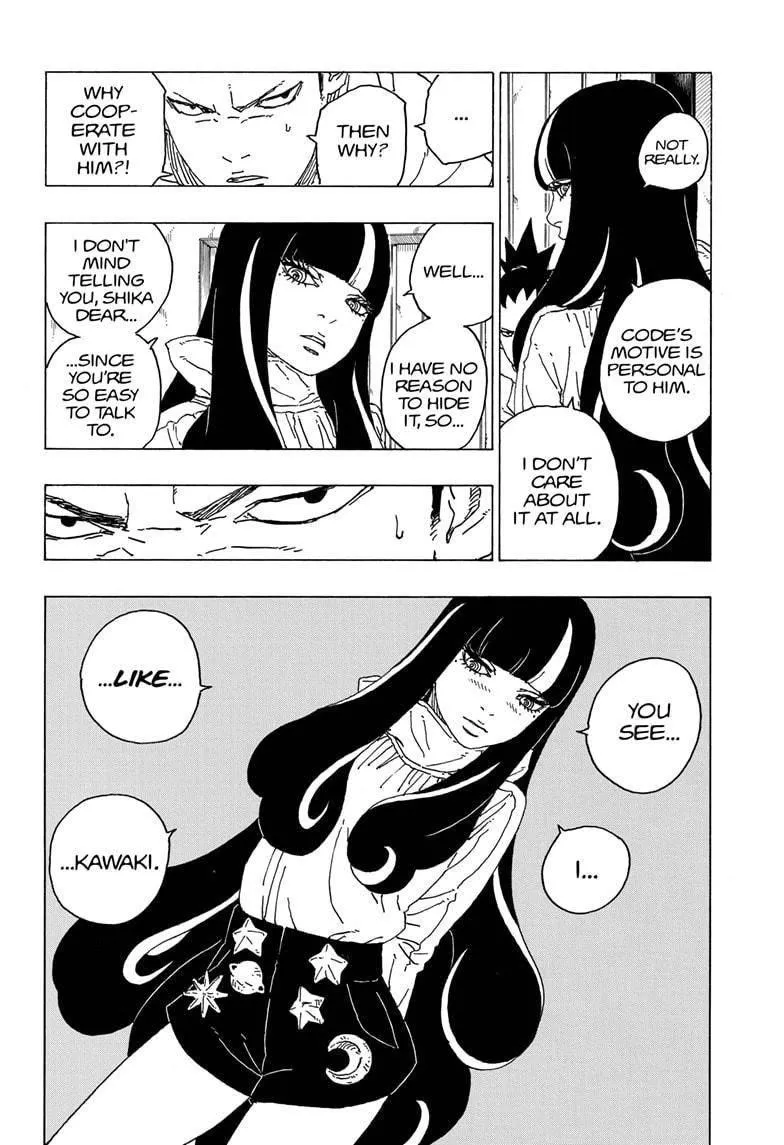 NOT
REALLY.
CODE'S
MOTIVE IS
PERSONAL
TO HIM.
I DON'T
CARE
ABOUT
IT AT ALL.
...
THEN
WHY?
WHY
COOP-
ERATE
WITH
HIM?!
WELL...
I HAVE NO
REASON
TO HIDE
IT, SO...
I DON'T
MIND
TELLING
YOU, SHIKA
DEAR...
...SINCE
YOU'RE
SO EASY
TO TALK
TO.
YOU
SEE...
I...
...LIKE...
...KAWAKI.